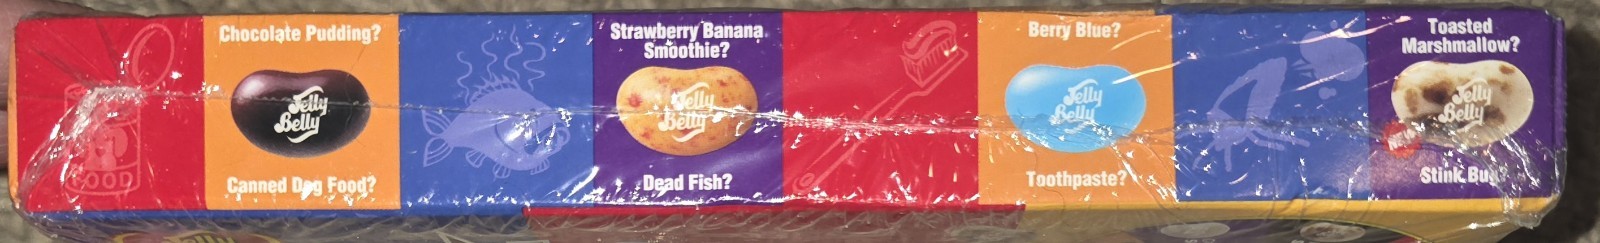 Chocolate Pudding?
Jelly
Belly
Canned Dog Food?
Strawberry Banana
Smoothie?
Jelly
Belly
Dead Fish?
Berry Blue?
Jelly
Belly
Toothpaste?
Toasted
Marshmallow?
Jelly
Belly
Stink Bug?
FOOD